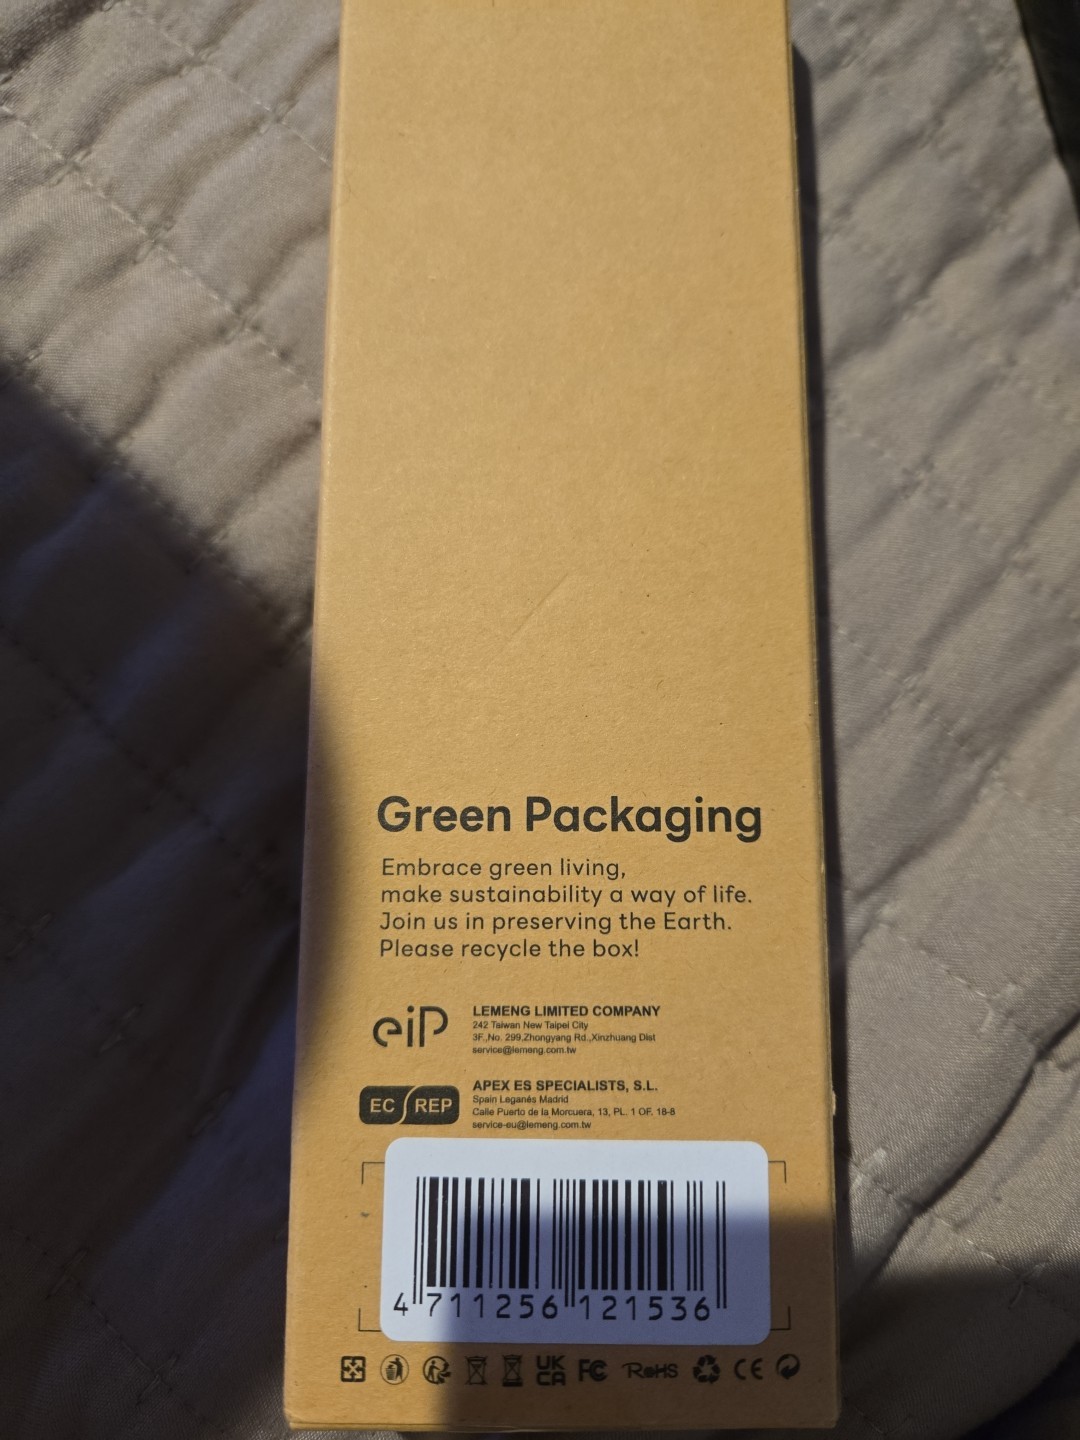 Green Packaging
Embrace green living,
make sustainability a way of life.
Join us in preserving the Earth.
Please recycle the box!
eiP
LEMENG LIMITED COMPANY
242 Taiwan New Taipei City
3F.,No. 299,Zhongyang Rd.,Xinzhuang Dist
service@lemeng.com.tw
EC REP
APEX ES SPECIALISTS, S.L.
Spain Leganés Madrid
Calle Puerto de la Morcuera, 13, PL. 1 OF. 18-8
service-eu@lemeng.com.tw
4 711256 121536
UK CA FC RoHS CE